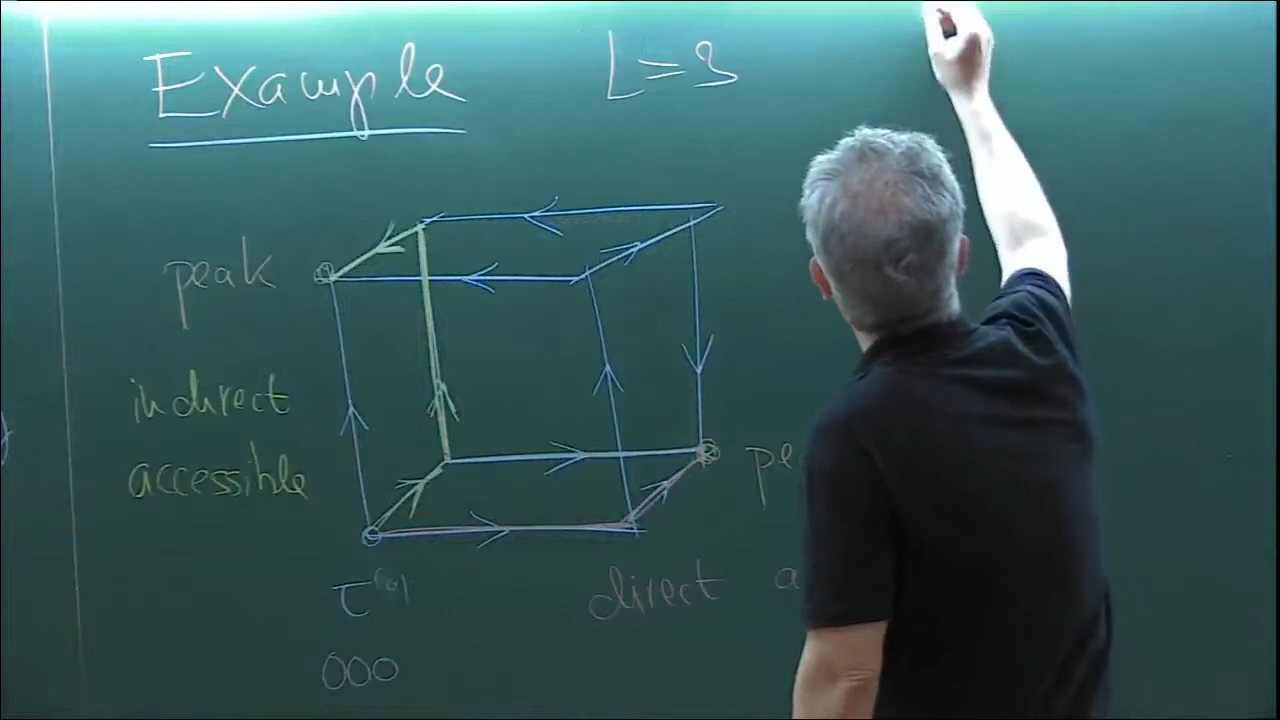 Example L=3
peak
indirect
accessible
direct
τ⁽⁰⁾
000